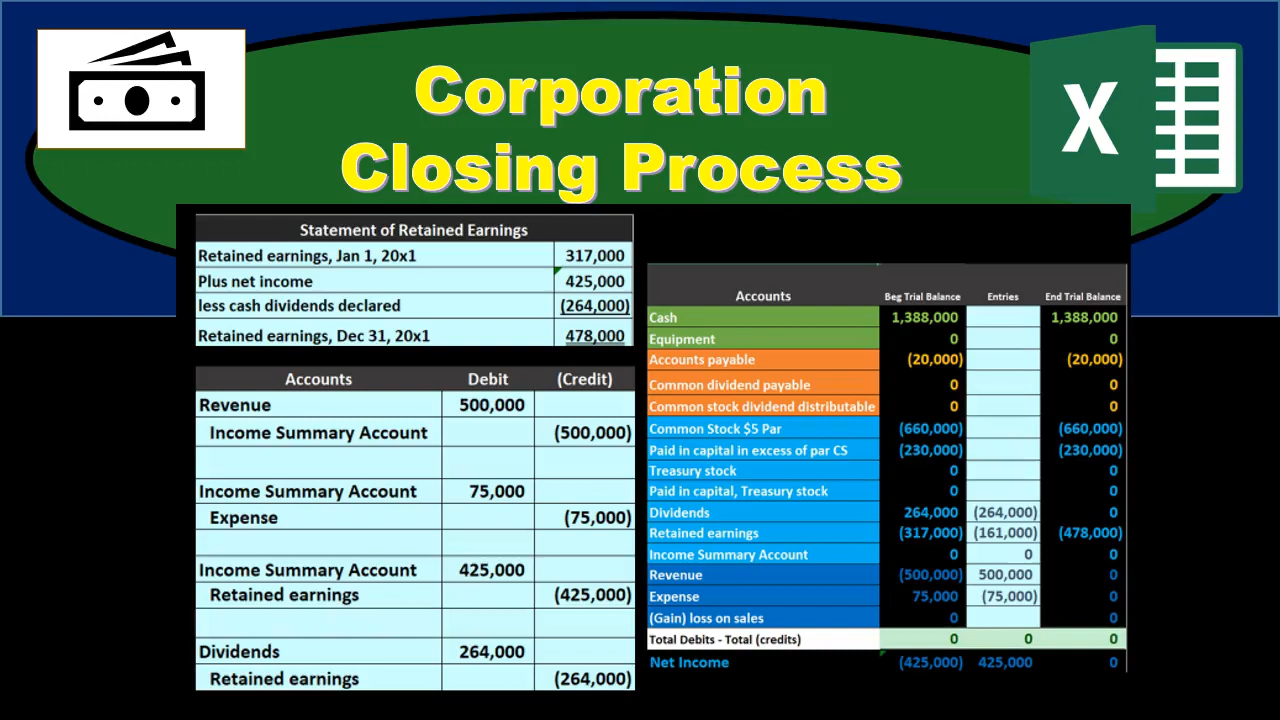 Corporation
Closing Process
X
Statement of Retained Earnings
Retained earnings, Jan 1, 20x1 317,000
Plus net income 425,000
less cash dividends declared (264,000)
Retained earnings, Dec 31, 20x1 478,000
Accounts Debit (Credit)
Revenue 500,000
Income Summary Account (500,000)
Income Summary Account 75,000
Expense (75,000)
Income Summary Account 425,000
Retained earnings (425,000)
Dividends 264,000
Retained earnings (264,000)
Accounts Beg Trial Balance Entries End Trial Balance
Cash 1,388,000 1,388,000
Equipment 0 0
Accounts payable (20,000) (20,000)
Common dividend payable 0 0
Common stock dividend distributable 0 0
Common Stock $5 Par (660,000) (660,000)
Paid in capital in excess of par CS (230,000) (230,000)
Treasury stock 0 0
Paid in capital, Treasury stock 0 0
Dividends 264,000 (264,000) 0
Retained earnings (317,000) (161,000) (478,000)
Income Summary Account 0 0 0
Revenue (500,000) 500,000 0
Expense 75,000 (75,000) 0
(Gain) loss on sales 0 0
Total Debits - Total (credits) 0 0 0
Net Income (425,000) 425,000 0